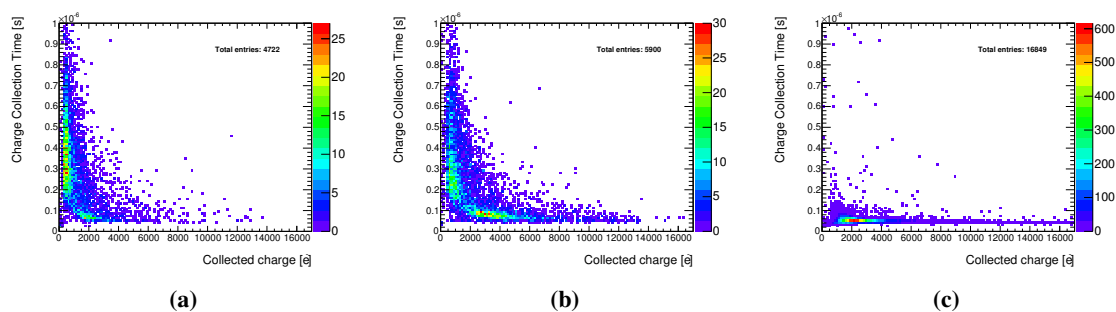 ×10⁻⁶ ×10⁻⁶ ×10⁻⁶
Charge Collection Time [s] Charge Collection Time [s] Charge Collection Time [s]
Total entries: 4722 Total entries: 5900 Total entries: 16849
1 1 1
0.9 0.9 0.9
0.8 0.8 0.8
0.7 0.7 0.7
0.6 0.6 0.6
0.5 0.5 0.5
0.4 0.4 0.4
0.3 0.3 0.3
0.2 0.2 0.2
0.1 0.1 0.1
0 0 0
25 30 600
20 25 500
15 20 400
10 15 300
5 10 200
0 5 100
0 0
0 2000 4000 6000 8000 10000 12000 14000 16000 0 2000 4000 6000 8000 10000 12000 14000 16000 0 2000 4000 6000 8000 10000 12000 14000 16000
Collected charge [e] Collected charge [e] Collected charge [e]
(a) (b) (c)